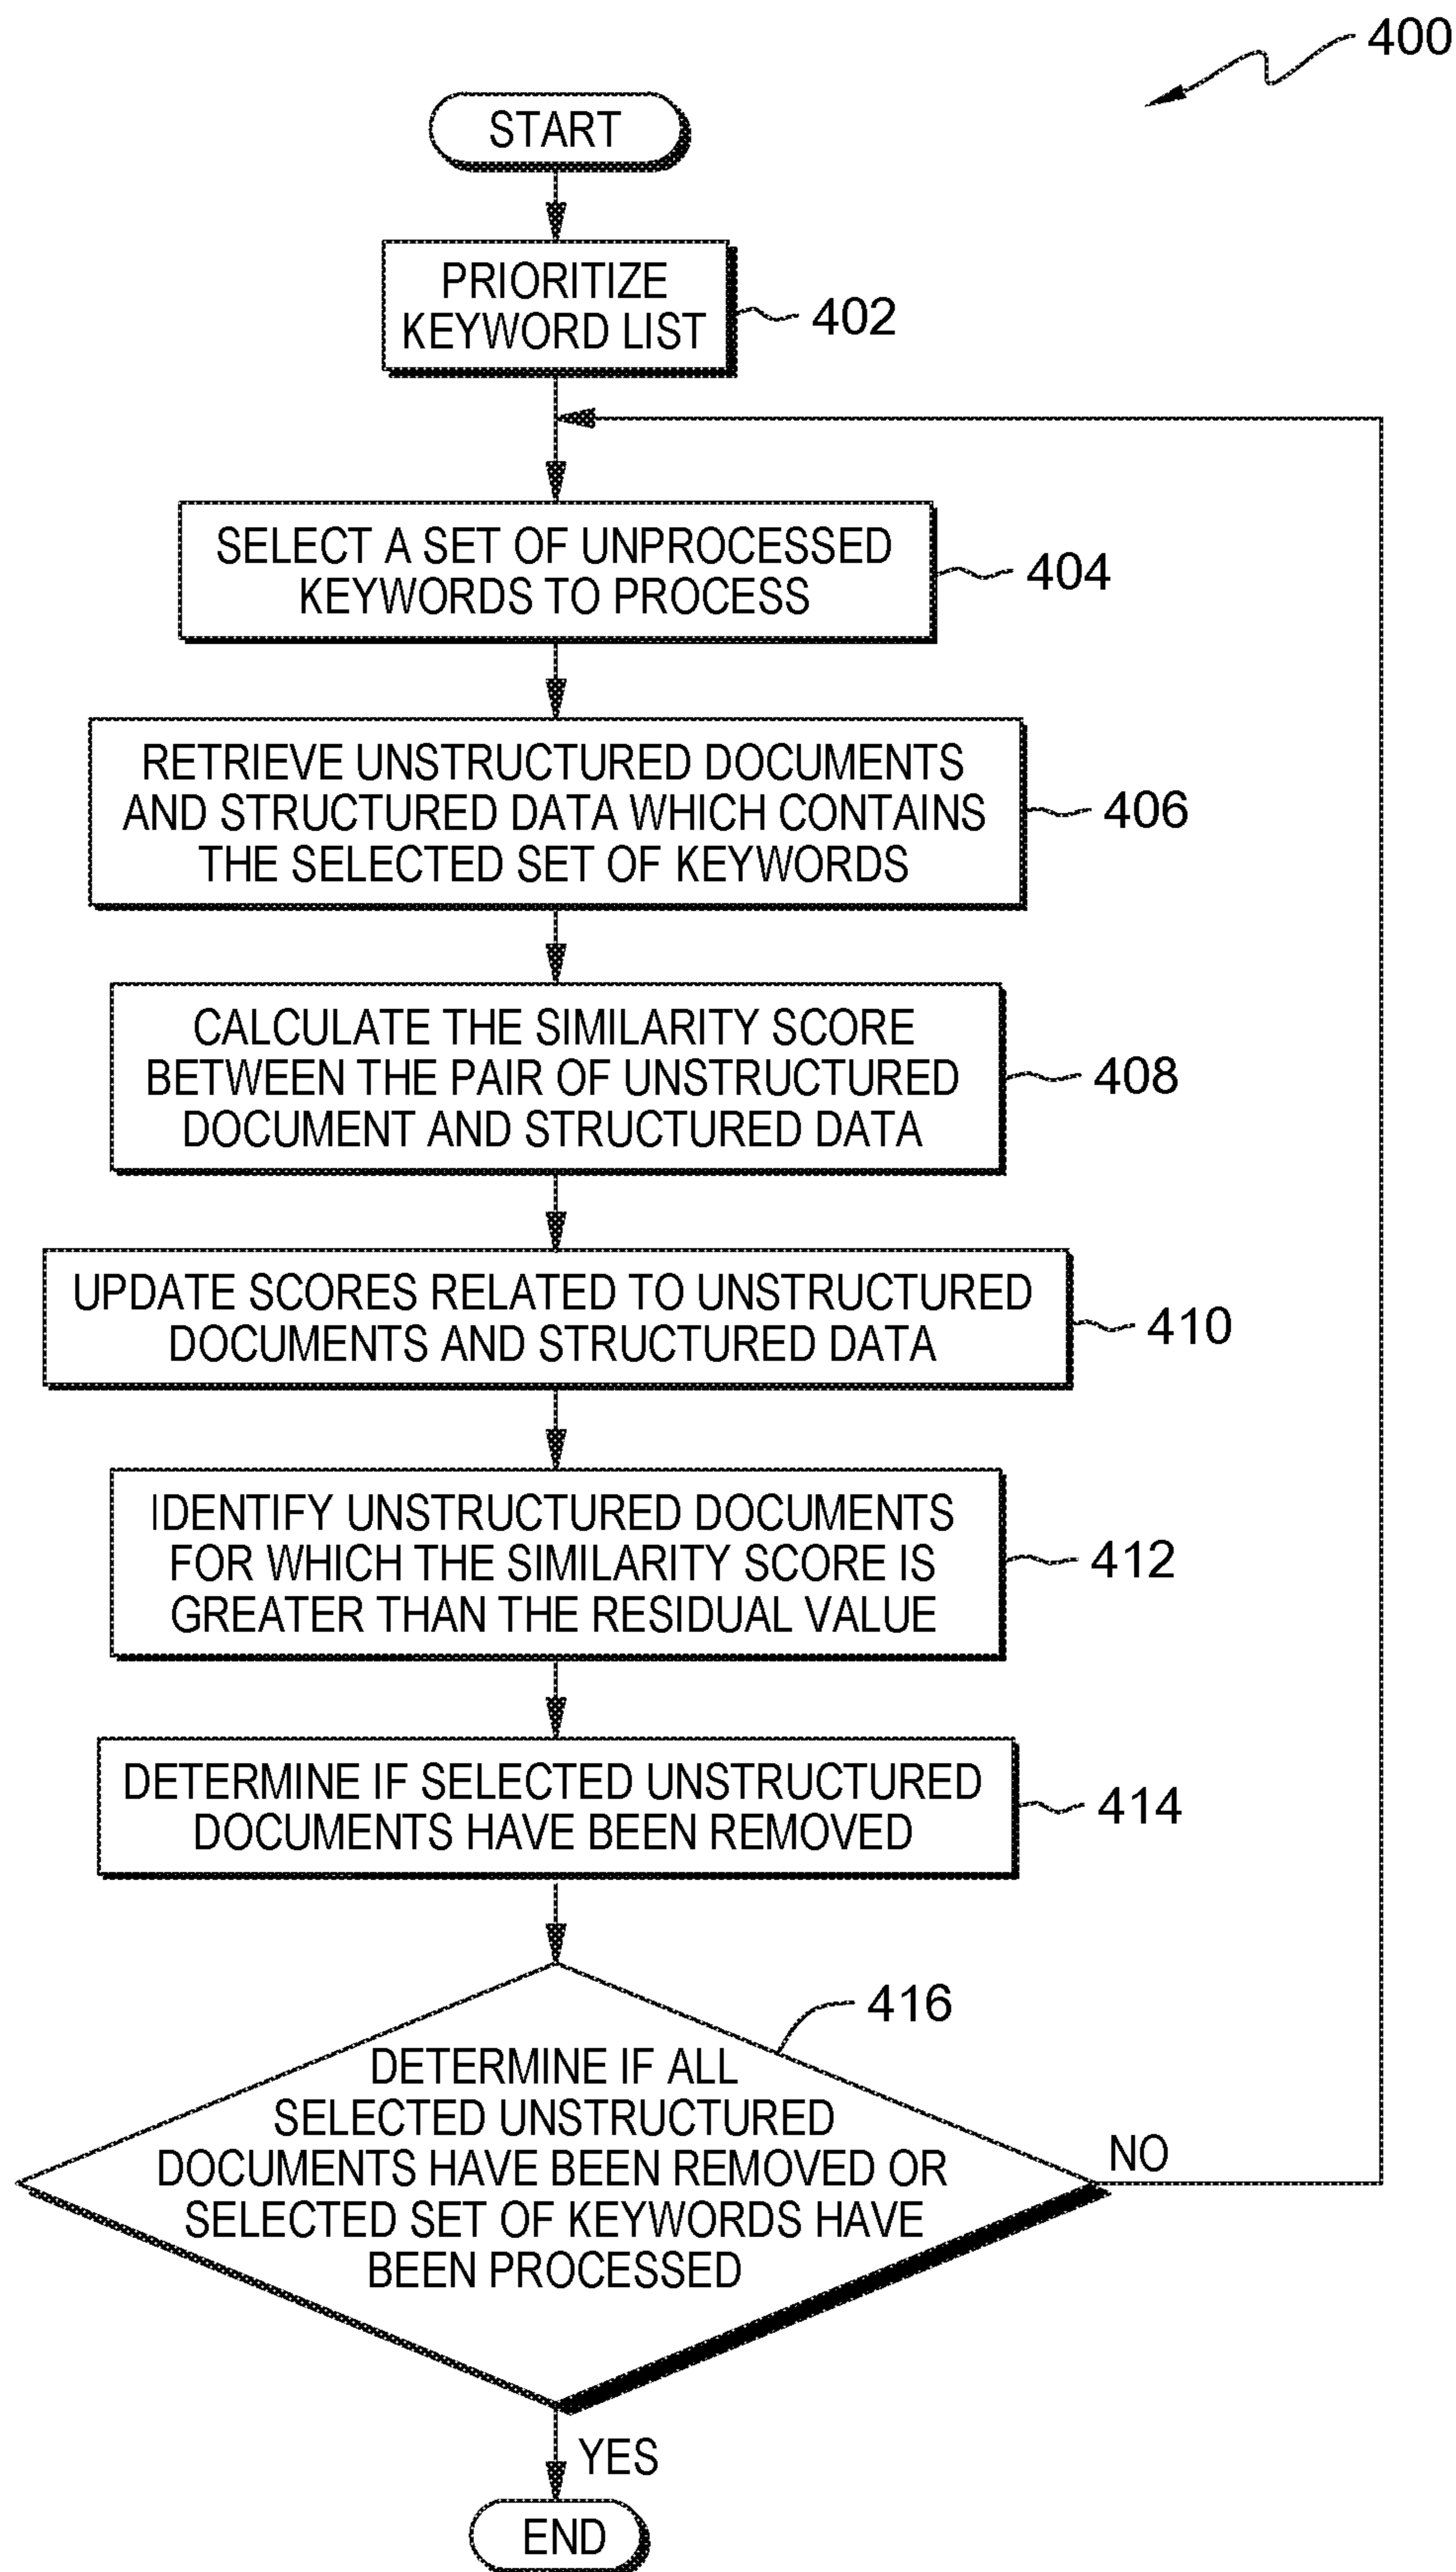 400
START
PRIORITIZE
KEYWORD LIST
402
SELECT A SET OF UNPROCESSED
KEYWORDS TO PROCESS
404
RETRIEVE UNSTRUCTURED DOCUMENTS
AND STRUCTURED DATA WHICH CONTAINS
THE SELECTED SET OF KEYWORDS
406
CALCULATE THE SIMILARITY SCORE
BETWEEN THE PAIR OF UNSTRUCTURED
DOCUMENT AND STRUCTURED DATA
408
UPDATE SCORES RELATED TO UNSTRUCTURED
DOCUMENTS AND STRUCTURED DATA
410
IDENTIFY UNSTRUCTURED DOCUMENTS
FOR WHICH THE SIMILARITY SCORE IS
GREATER THAN THE RESIDUAL VALUE
412
DETERMINE IF SELECTED UNSTRUCTURED
DOCUMENTS HAVE BEEN REMOVED
414
416
DETERMINE IF ALL
SELECTED UNSTRUCTURED
DOCUMENTS HAVE BEEN REMOVED OR
SELECTED SET OF KEYWORDS HAVE
BEEN PROCESSED
NO
YES
END